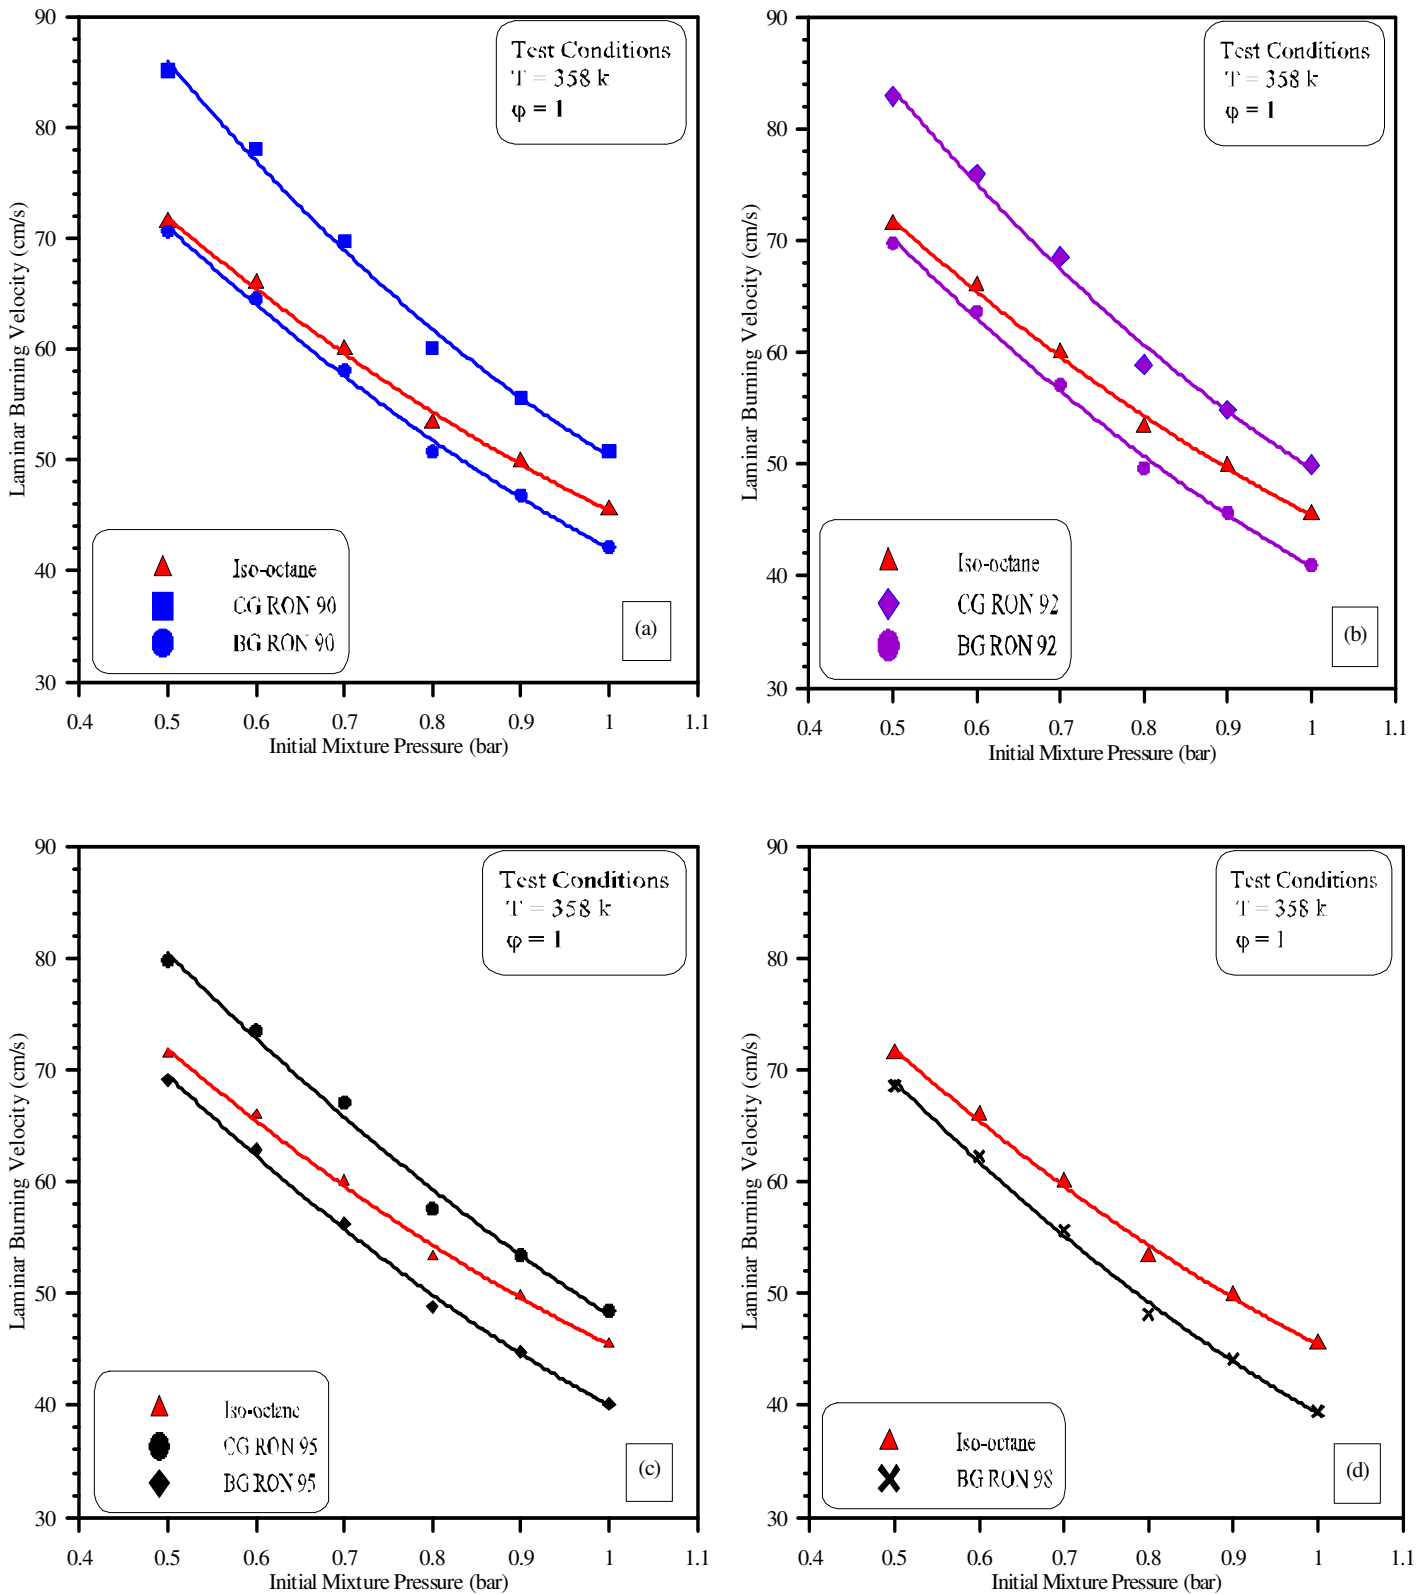 90
80
70
60
50
40
30
Laminar Burning Velocity (cm/s)
Test Conditions
T = 358 k
φ = 1
Iso-octane
CG RON 90
BG RON 90
(a)
0.4 0.5 0.6 0.7 0.8 0.9 1 1.1
Initial Mixture Pressure (bar)
90
80
70
60
50
40
30
Laminar Burning Velocity (cm/s)
Test Conditions
T = 358 k
φ = 1
Iso-octane
CG RON 92
BG RON 92
(b)
0.4 0.5 0.6 0.7 0.8 0.9 1 1.1
Initial Mixture Pressure (bar)
90
80
70
60
50
40
30
Laminar Burning Velocity (cm/s)
Test Conditions
T = 358 k
φ = 1
Iso-octane
CG RON 95
BG RON 95
(c)
0.4 0.5 0.6 0.7 0.8 0.9 1 1.1
Initial Mixture Pressure (bar)
90
80
70
60
50
40
30
Laminar Burning Velocity (cm/s)
Test Conditions
T = 358 k
φ = 1
Iso-octane
BG RON 98
(d)
0.4 0.5 0.6 0.7 0.8 0.9 1 1.1
Initial Mixture Pressure (bar)